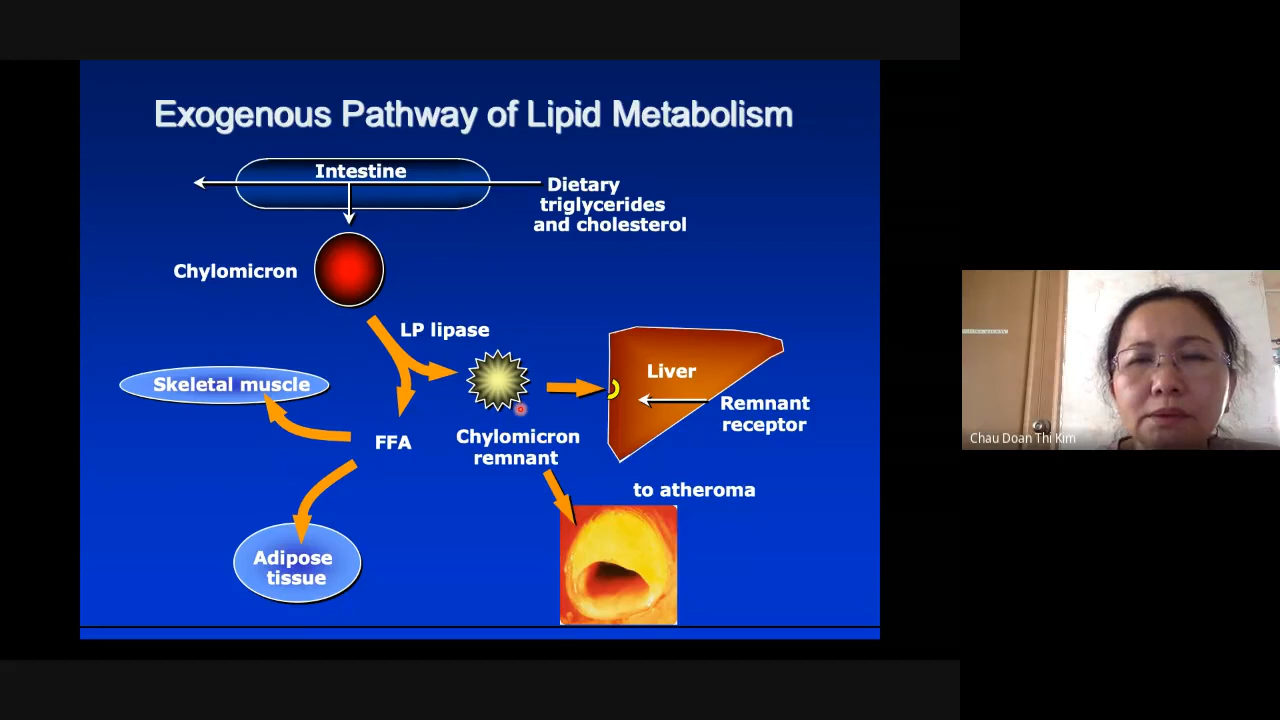 Exogenous Pathway of Lipid Metabolism
Intestine
Dietary
triglycerides
and cholesterol
Chylomicron
LP lipase
Liver
Skeletal muscle
Remnant
receptor
FFA
Chylomicron
remnant
to atheroma
Adipose
tissue
Chau Doan Thi Kim